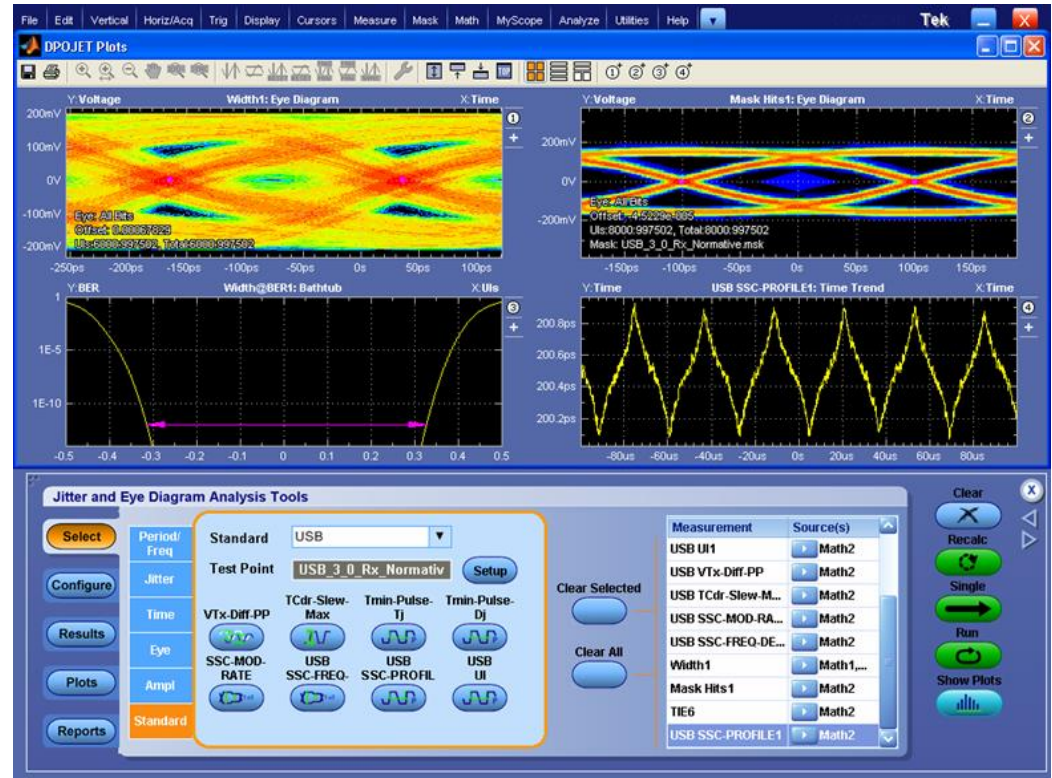 File Edit Vertical Horiz/Acq Trig Display Cursors Measure Mask Math MyScope Analyze Utilities Help Tek
DPOJET Plots
Y:Voltage Width1: Eye Diagram X:Time
200mV
100mV
0V
-100mV
-200mV
Eye: All Bits
-250ps -200ps -150ps -100ps -50ps 0s 50ps 100ps
Y:Voltage Mask Hits1: Eye Diagram X:Time
200mV
0V
-200mV
Eye: All Bits
UIs:8000:997502, Total:8000:997502
Mask: USB_3_0_Rx_Normative.msk
-150ps -100ps -50ps 0s 50ps 100ps 150ps
Y:BER Width@BER1: Bathtub X:UIs
1
1E-5
1E-10
-0.5 -0.4 -0.3 -0.2 -0.1 0 0.1 0.2 0.3 0.4 0.5
Y:Time USB SSC-PROFILE1: Time Trend X:Time
200.8ps
200.6ps
200.4ps
200.2ps
-80us -60us -40us -20us 0s 20us 40us 60us 80us
Jitter and Eye Diagram Analysis Tools
Select
Configure
Results
Plots
Reports
Period/
Freq
Jitter
Time
Eye
Ampl
Standard
Standard USB
Test Point USB_3_0_Rx_Normativ Setup
VTx-Diff-PP
TCdr-Slew-
Max
Tmin-Pulse-
Tj
Tmin-Pulse-
Dj
SSC-MOD-
RATE
USB
SSC-FREQ-
USB
SSC-PROFIL
USB
UI
Clear Selected
Clear All
Measurement Source(s)
USB UI1 Math2
USB VTx-Diff-PP Math2
USB TCdr-Slew-M... Math2
USB SSC-MOD-RA... Math2
USB SSC-FREQ-DE... Math2
Width1 Math1,...
Mask Hits1 Math2
TIE6 Math2
USB SSC-PROFILE1 Math2
Clear
Recalc
Single
Run
Show Plots